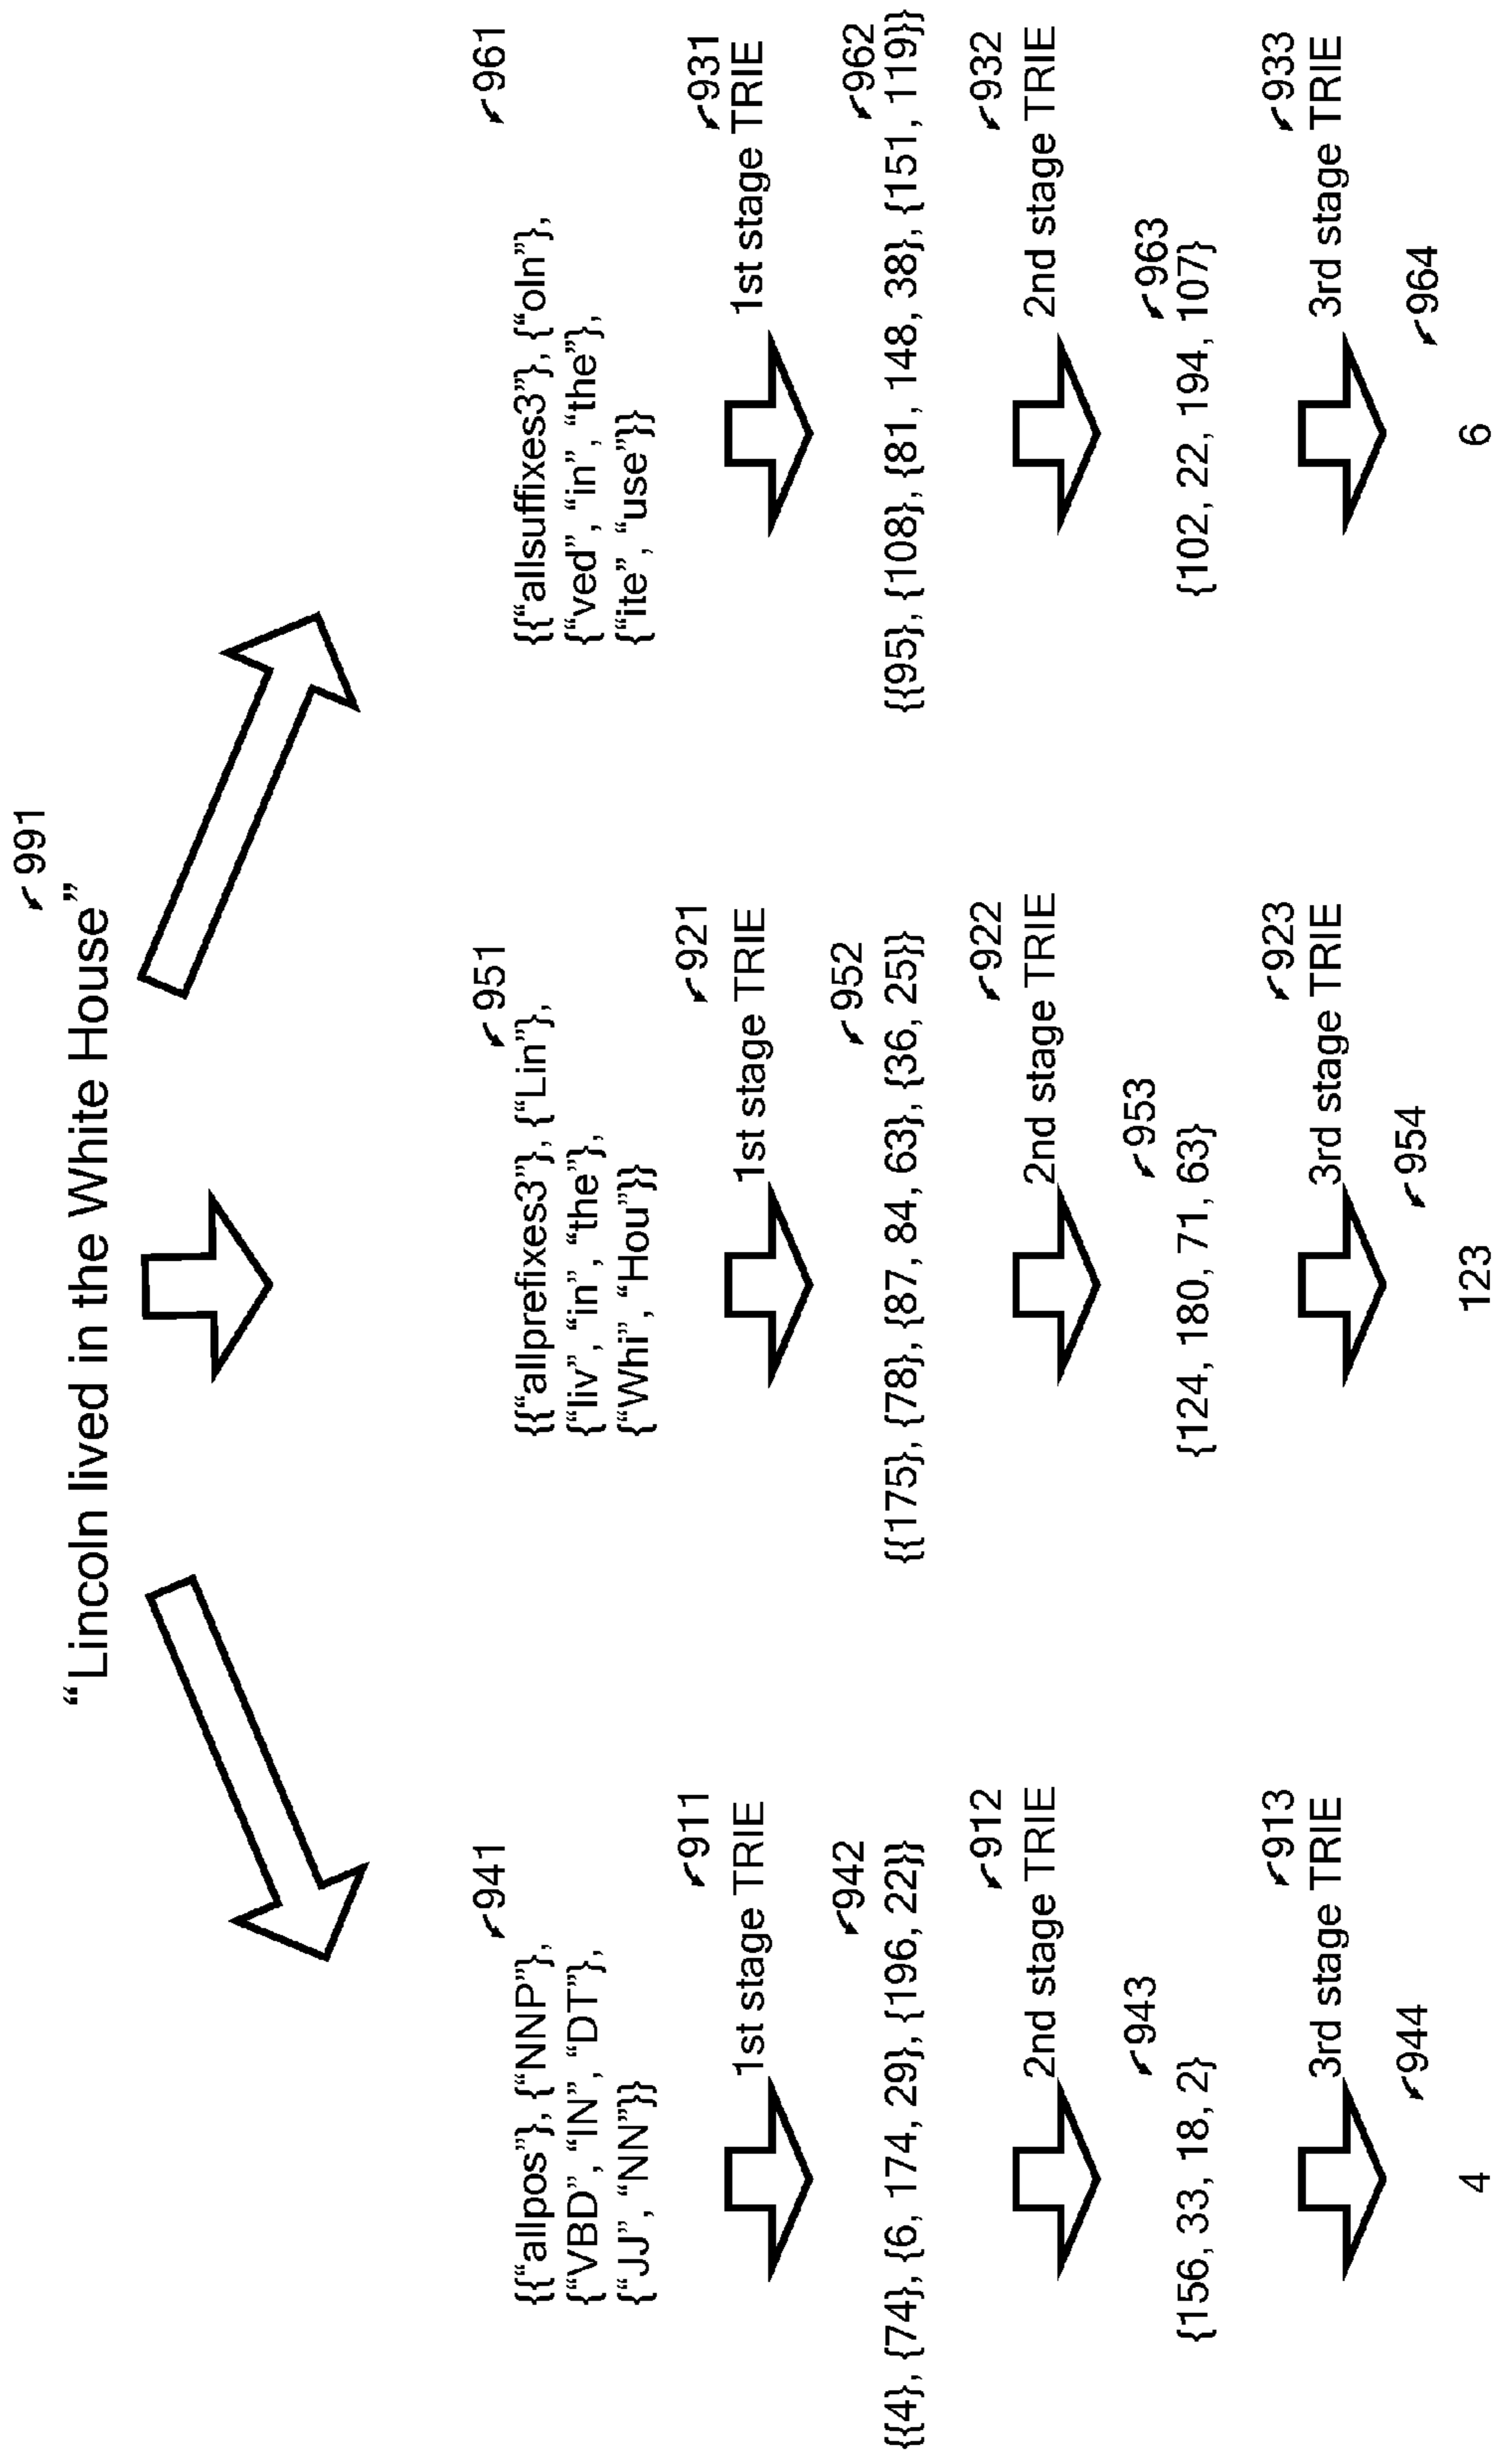 991
“Lincoln lived in the White House”
941
{{“allpos”}, {“NNP”},
{“VBD”, “IN”, “DT”},
{“JJ”, “NN”}}
911
1st stage TRIE
942
{{4}, {74}, {6, 174, 29}, {196, 22}}
912
2nd stage TRIE
943
{156, 33, 18, 2}
913
3rd stage TRIE
944
4
951
{{“allprefixes3”}, {“Lin”},
{“liv”, “in”, “the”},
{“Whi”, “Hou”}}
921
1st stage TRIE
952
{{175}, {78}, {87, 84, 63}, {36, 25}}
922
2nd stage TRIE
953
{124, 180, 71, 63}
923
3rd stage TRIE
954
123
961
{{“allsuffixes3”}, {“oln”},
{“ved”, “in”, “the”},
{“ite”, “use”}}
931
1st stage TRIE
962
{{95}, {108}, {81, 148, 38}, {151, 119}}
932
2nd stage TRIE
963
{102, 22, 194, 107}
933
3rd stage TRIE
964
6